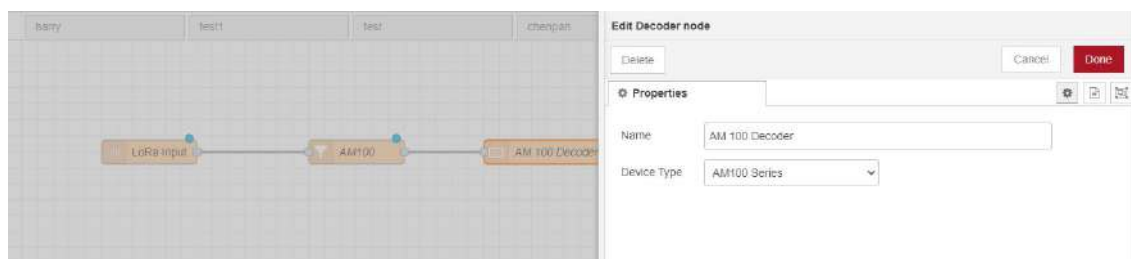 harry
test1
test
chenpan
Edit Decoder node
Delete
Cancel
Done
Properties
Name
AM 100 Decoder
Device Type
AM100 Series
LoRa Input
AM100
AM 100 Decoder